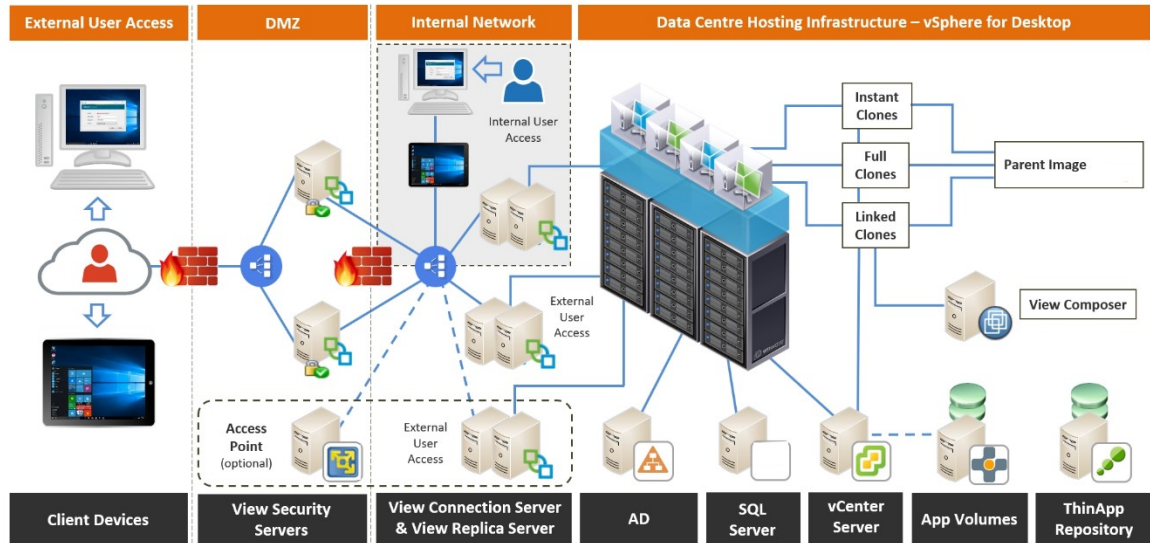 External User Access
DMZ
Internal Network
Data Centre Hosting Infrastructure – vSphere for Desktop
Internal User
Access
Instant
Clones
Full
Clones
Linked
Clones
Parent Image
External
User
Access
View Composer
Access
Point
(optional)
External
User
Access
Client Devices
View Security
Servers
View Connection Server
& View Replica Server
AD
SQL
Server
vCenter
Server
App Volumes
ThinApp
Repository